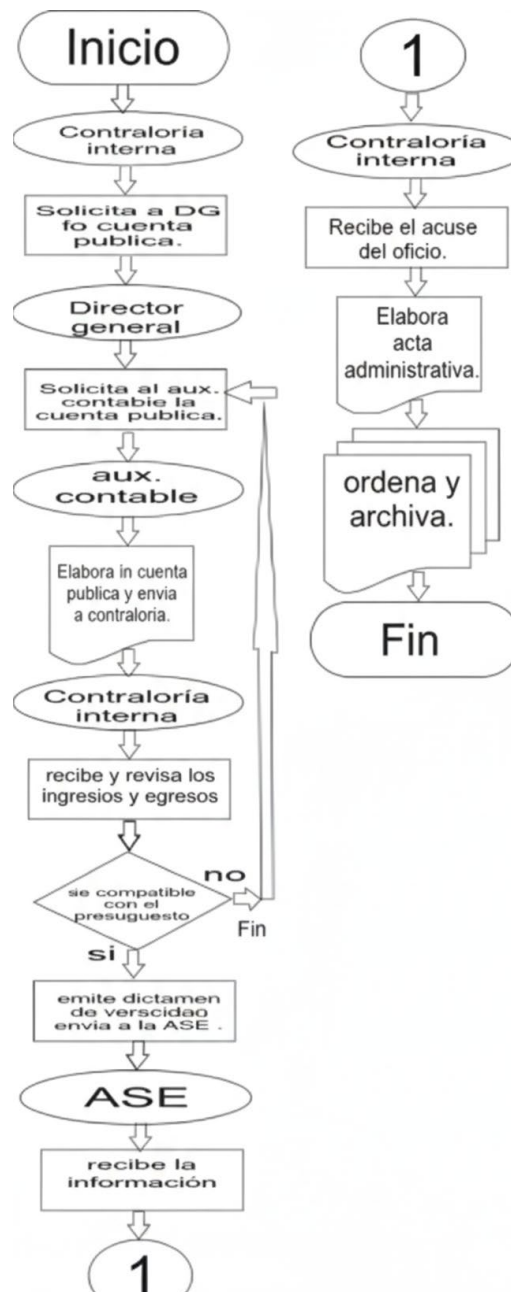 Inicio
Contraloría
interna
Solicita a DG
fo cuenta
publica.
Director
general
Solicita al aux.
contabie la
cuenta publica.
aux.
contable
Elabora in cuenta
publica y envia
a contraloria.
Contraloría
interna
recibe y revisa los
ingresios y egresos
sie compatible
con el
presuguesto
no
Fin
si
emite dictamen
de verscidao
envia a la ASE .
ASE
recibe la
información
1
1
Contraloría
interna
Recibe el acuse
del oficio.
Elabora
acta
administrativa.
ordena y
archiva.
Fin